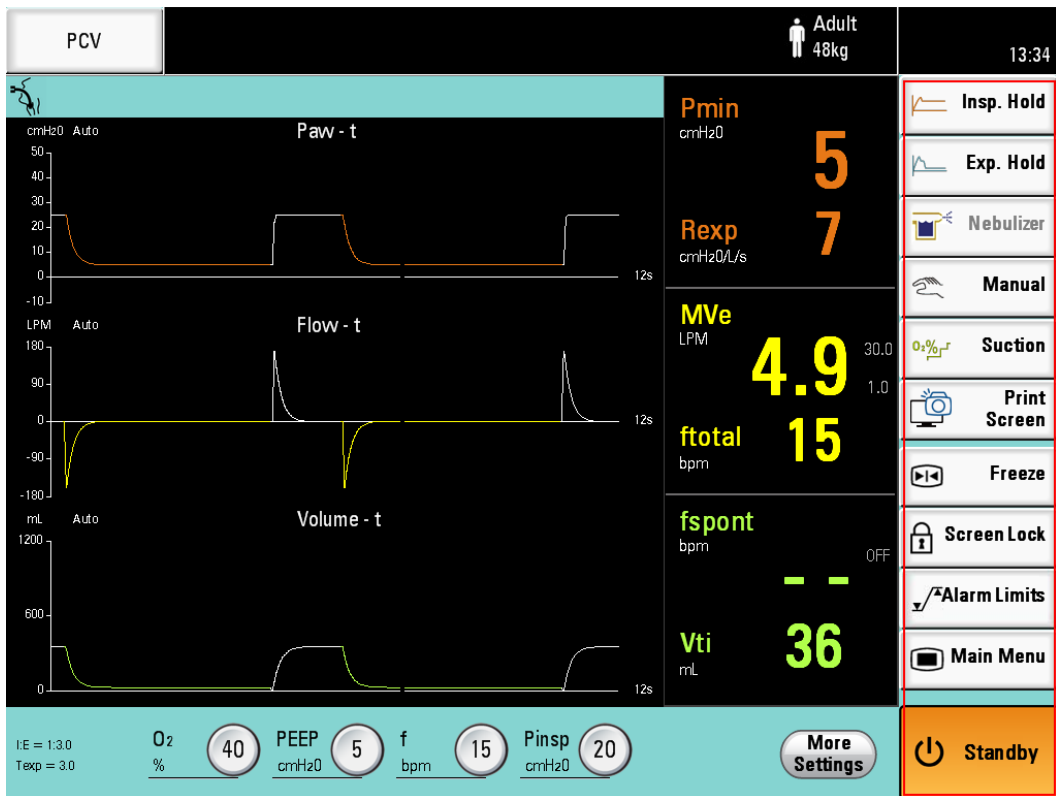 PCV
Adult
48kg
13:34
cmH2O Auto
Paw - t
50
40
30
20
10
0
-10
12s
LPM Auto
Flow - t
180
90
0
-90
-180
12s
mL Auto
Volume - t
1200
600
0
12s
Pmin
cmH2O
5
Rexp
cmH2O/L/s
7
MVe
LPM
4.9
30.0
1.0
ftotal
bpm
15
fspont
bpm
OFF
- -
Vti
mL
36
Insp. Hold
Exp. Hold
Nebulizer
Manual
O₂%
Suction
Print
Screen
Freeze
Screen Lock
Alarm Limits
Main Menu
Standby
I:E = 1:3.0
Texp = 3.0
O2
%
40
PEEP
cmH2O
5
f
bpm
15
Pinsp
cmH2O
20
More
Settings